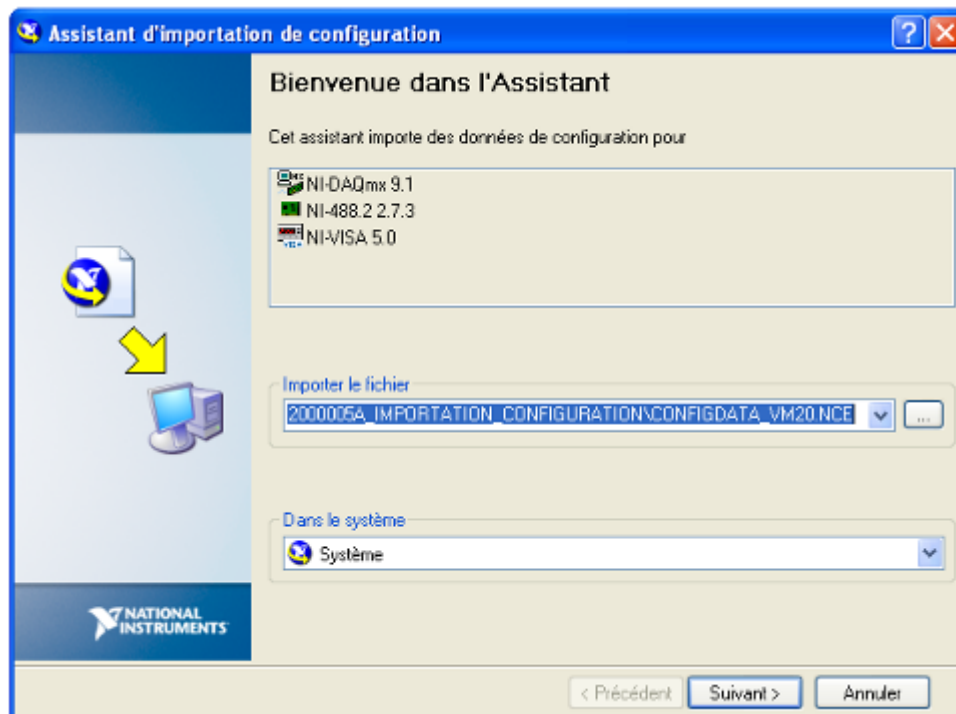 Assistant d'importation de configuration
Bienvenue dans l'Assistant
Cet assistant importe des données de configuration pour
NI-DAQmx 9.1
NI-488.2 2.7.3
NI-VISA 5.0
Importer le fichier
2000005A_IMPORTATION_CONFIGURATION\CONFIGDATA_VM20.NCE
...
Dans le système
Système
NATIONAL
INSTRUMENTS
< Précédent Suivant > Annuler